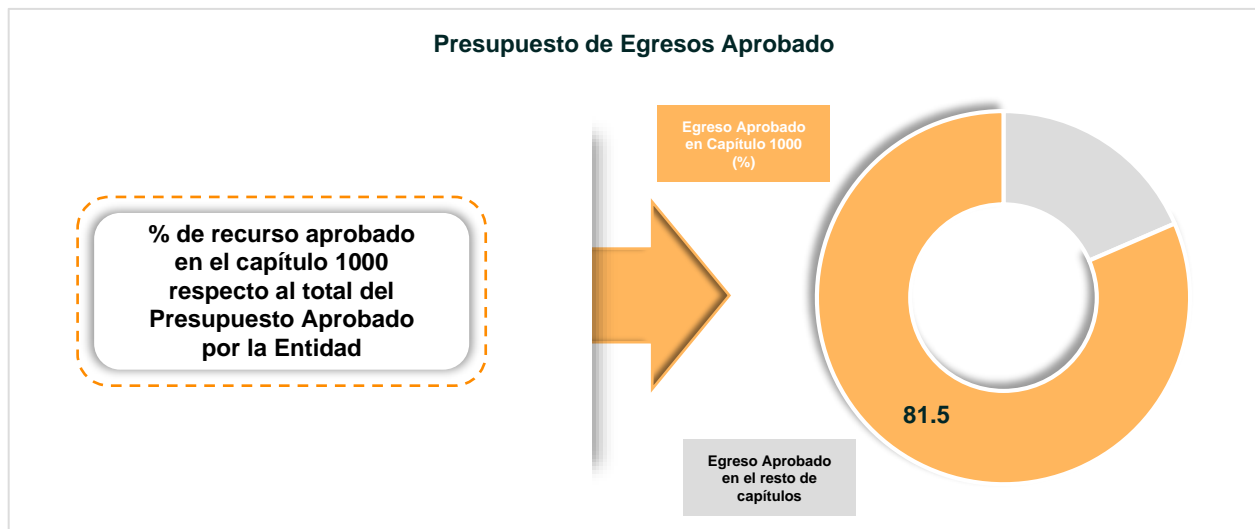 Presupuesto de Egresos Aprobado
% de recurso aprobado
en el capítulo 1000
respecto al total del
Presupuesto Aprobado
por la Entidad
Egreso Aprobado
en Capítulo 1000
(%)
81.5
Egreso Aprobado
en el resto de
capítulos